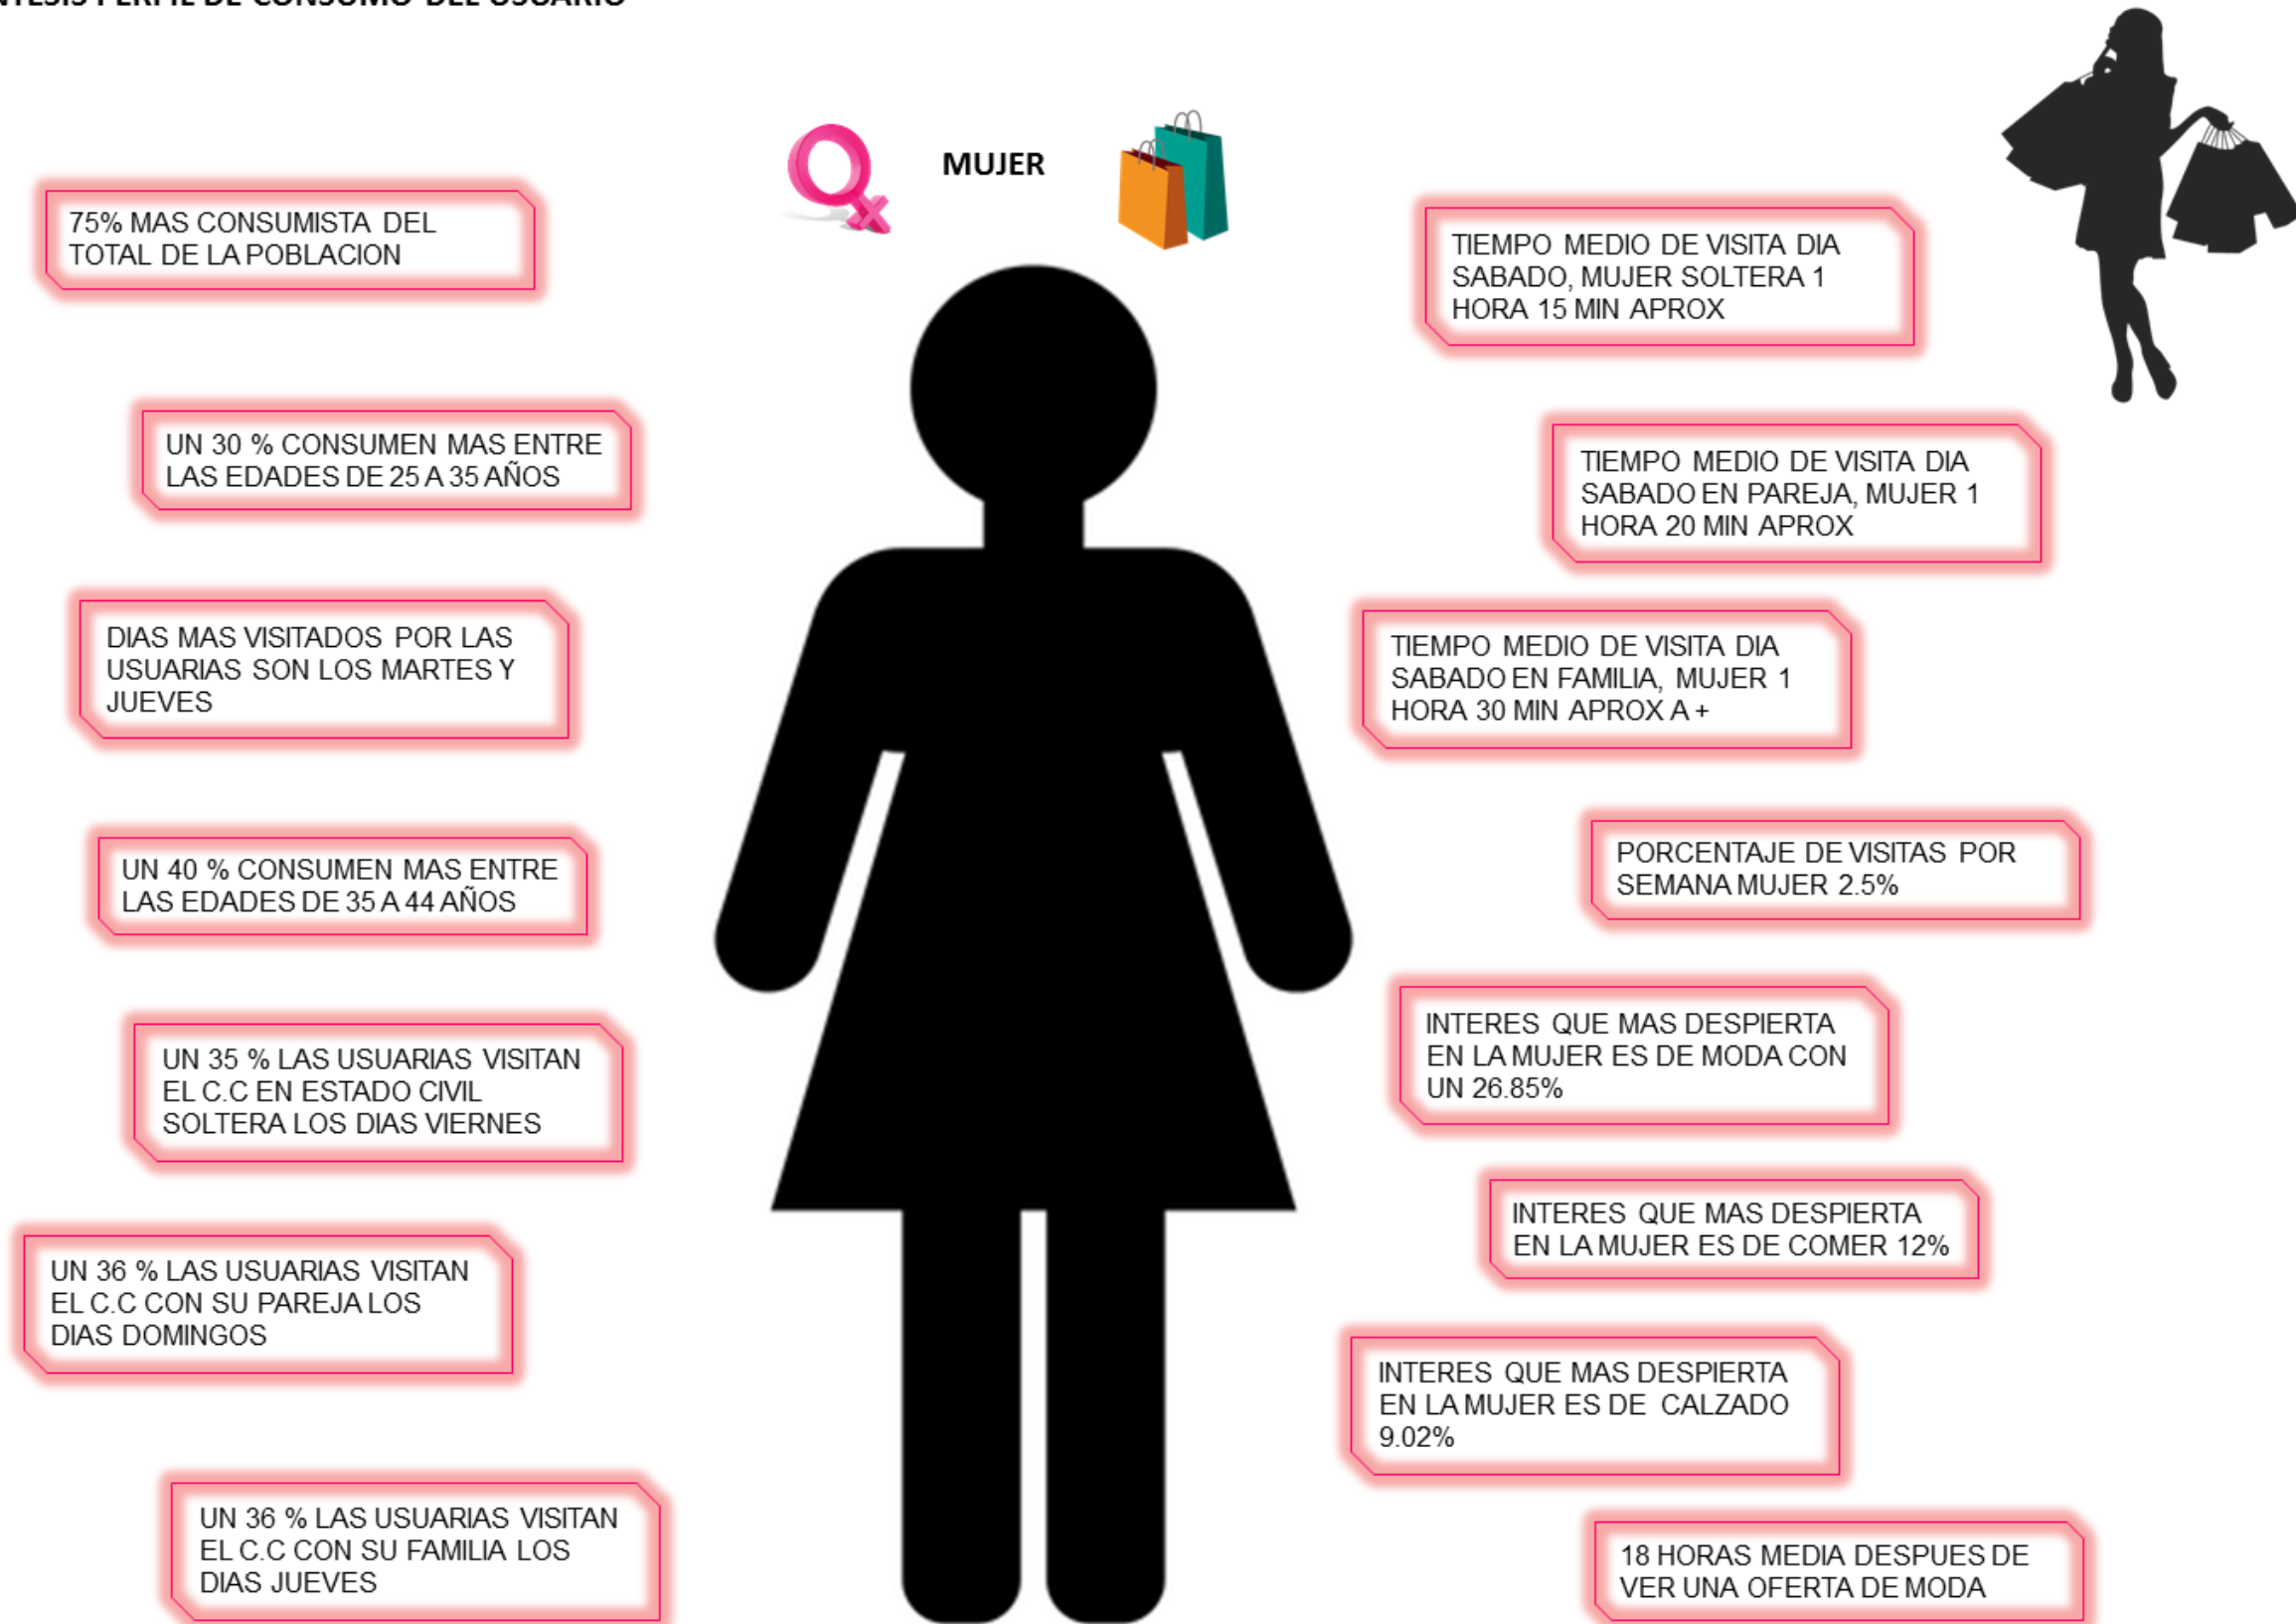 PERFIL DE CONSUMO DEL USUARIO
MUJER
75% MAS CONSUMISTA DEL
TOTAL DE LA POBLACION
UN 30 % CONSUMEN MAS ENTRE
LAS EDADES DE 25 A 35 AÑOS
DIAS MAS VISITADOS POR LAS
USUARIAS SON LOS MARTES Y
JUEVES
UN 40 % CONSUMEN MAS ENTRE
LAS EDADES DE 35 A 44 AÑOS
UN 35 % LAS USUARIAS VISITAN
EL C.C EN ESTADO CIVIL
SOLTERA LOS DIAS VIERNES
UN 36 % LAS USUARIAS VISITAN
EL C.C CON SU PAREJA LOS
DIAS DOMINGOS
UN 36 % LAS USUARIAS VISITAN
EL C.C CON SU FAMILIA LOS
DIAS JUEVES
TIEMPO MEDIO DE VISITA DIA
SABADO, MUJER SOLTERA 1
HORA 15 MIN APROX
TIEMPO MEDIO DE VISITA DIA
SABADO EN PAREJA, MUJER 1
HORA 20 MIN APROX
TIEMPO MEDIO DE VISITA DIA
SABADO EN FAMILIA, MUJER 1
HORA 30 MIN APROX A +
PORCENTAJE DE VISITAS POR
SEMANA MUJER 2.5%
INTERES QUE MAS DESPIERTA
EN LA MUJER ES DE MODA CON
UN 26.85%
INTERES QUE MAS DESPIERTA
EN LA MUJER ES DE COMER 12%
INTERES QUE MAS DESPIERTA
EN LA MUJER ES DE CALZADO
9.02%
18 HORAS MEDIA DESPUES DE
VER UNA OFERTA DE MODA